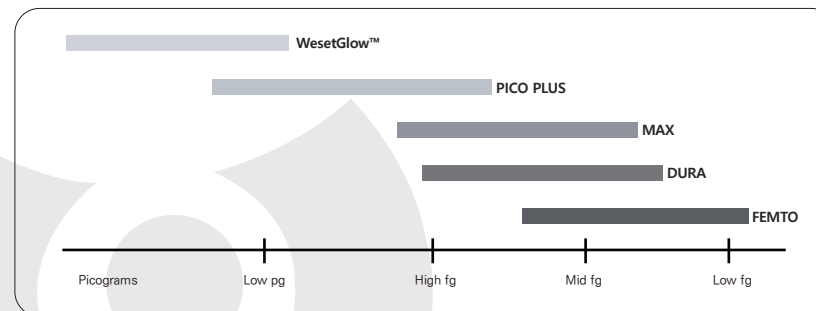 WesetGlow™
PICO PLUS
MAX
DURA
FEMTO
Picograms Low pg High fg Mid fg Low fg